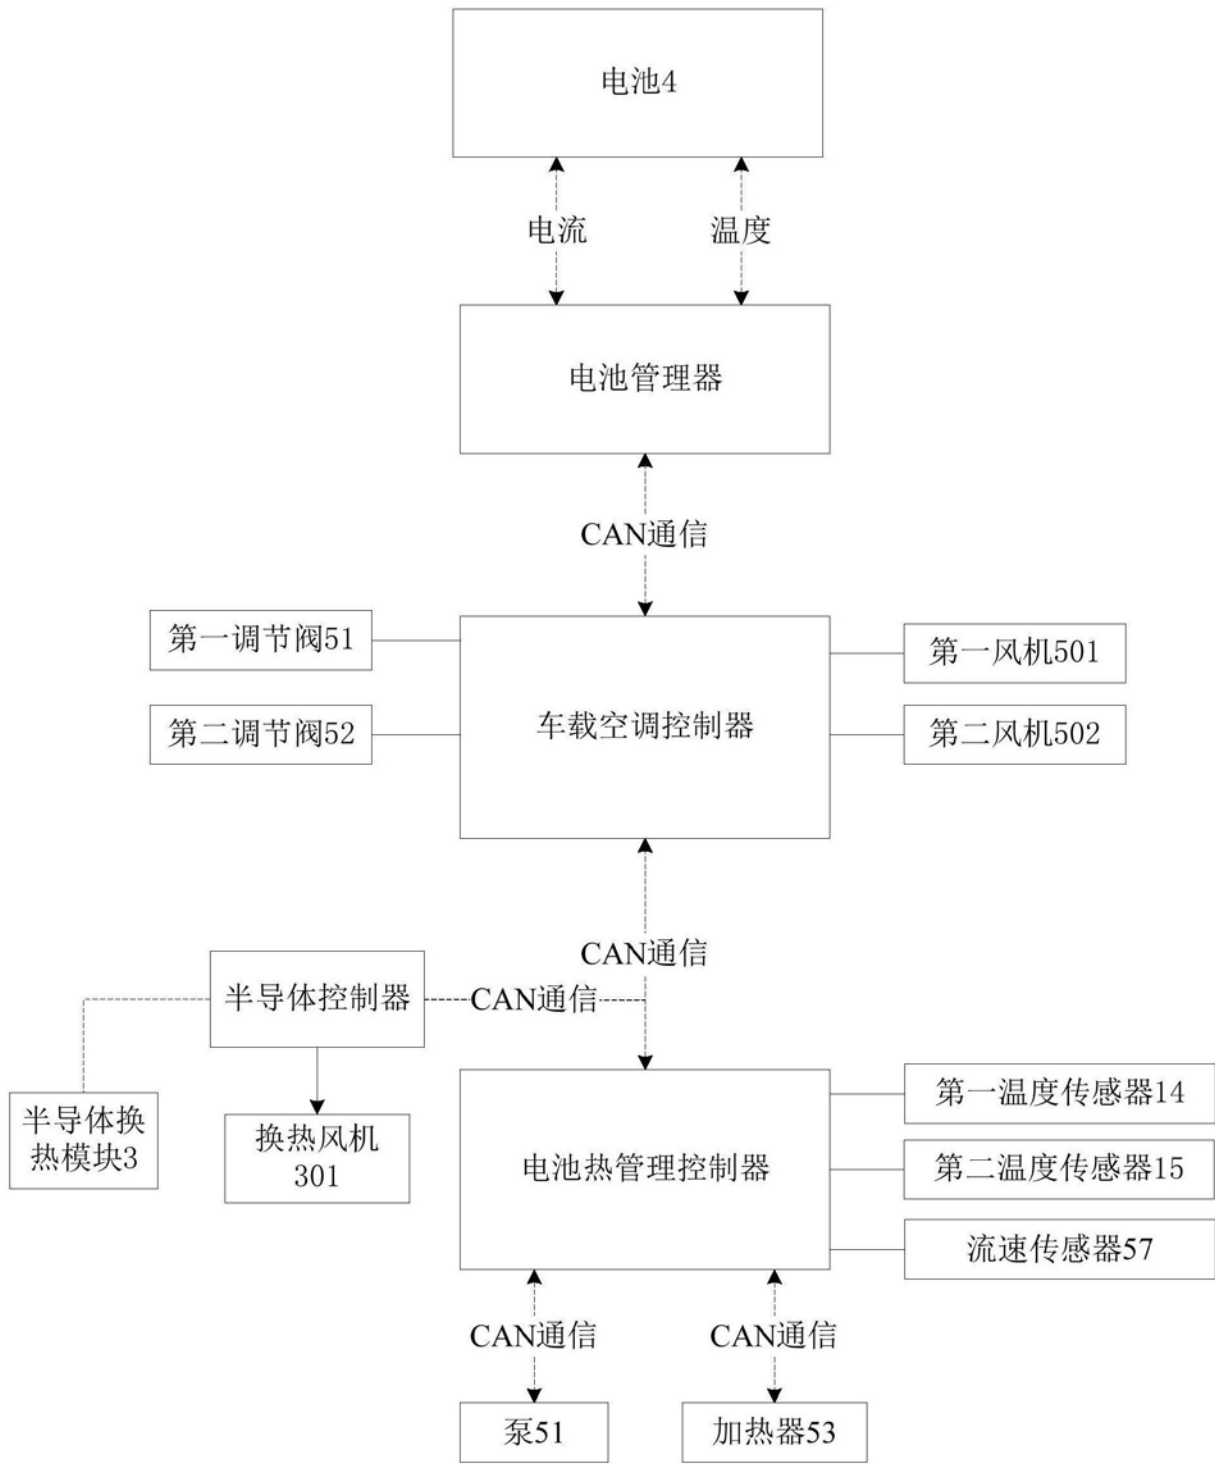 电池4
电流
温度
电池管理器
CAN通信
第一调节阀51
第一风机501
第二调节阀52
车载空调控制器
第二风机502
CAN通信
半导体控制器
CAN通信
半导体换
热模块3
换热风机
301
电池热管理控制器
第一温度传感器14
第二温度传感器15
流速传感器57
CAN通信
CAN通信
泵51
加热器53